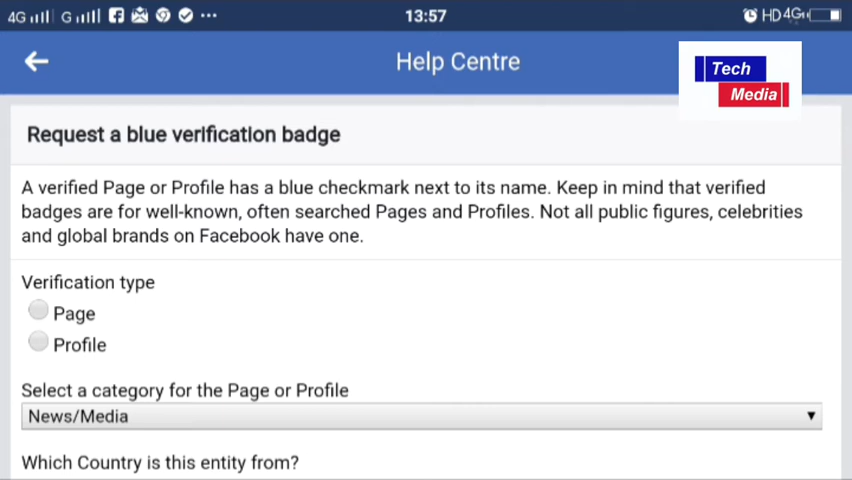 4G G 13:57 HD 4G
Help Centre
Tech
Media
Request a blue verification badge
A verified Page or Profile has a blue checkmark next to its name. Keep in mind that verified
badges are for well-known, often searched Pages and Profiles. Not all public figures, celebrities
and global brands on Facebook have one.
Verification type
Page
Profile
Select a category for the Page or Profile
News/Media
Which Country is this entity from?